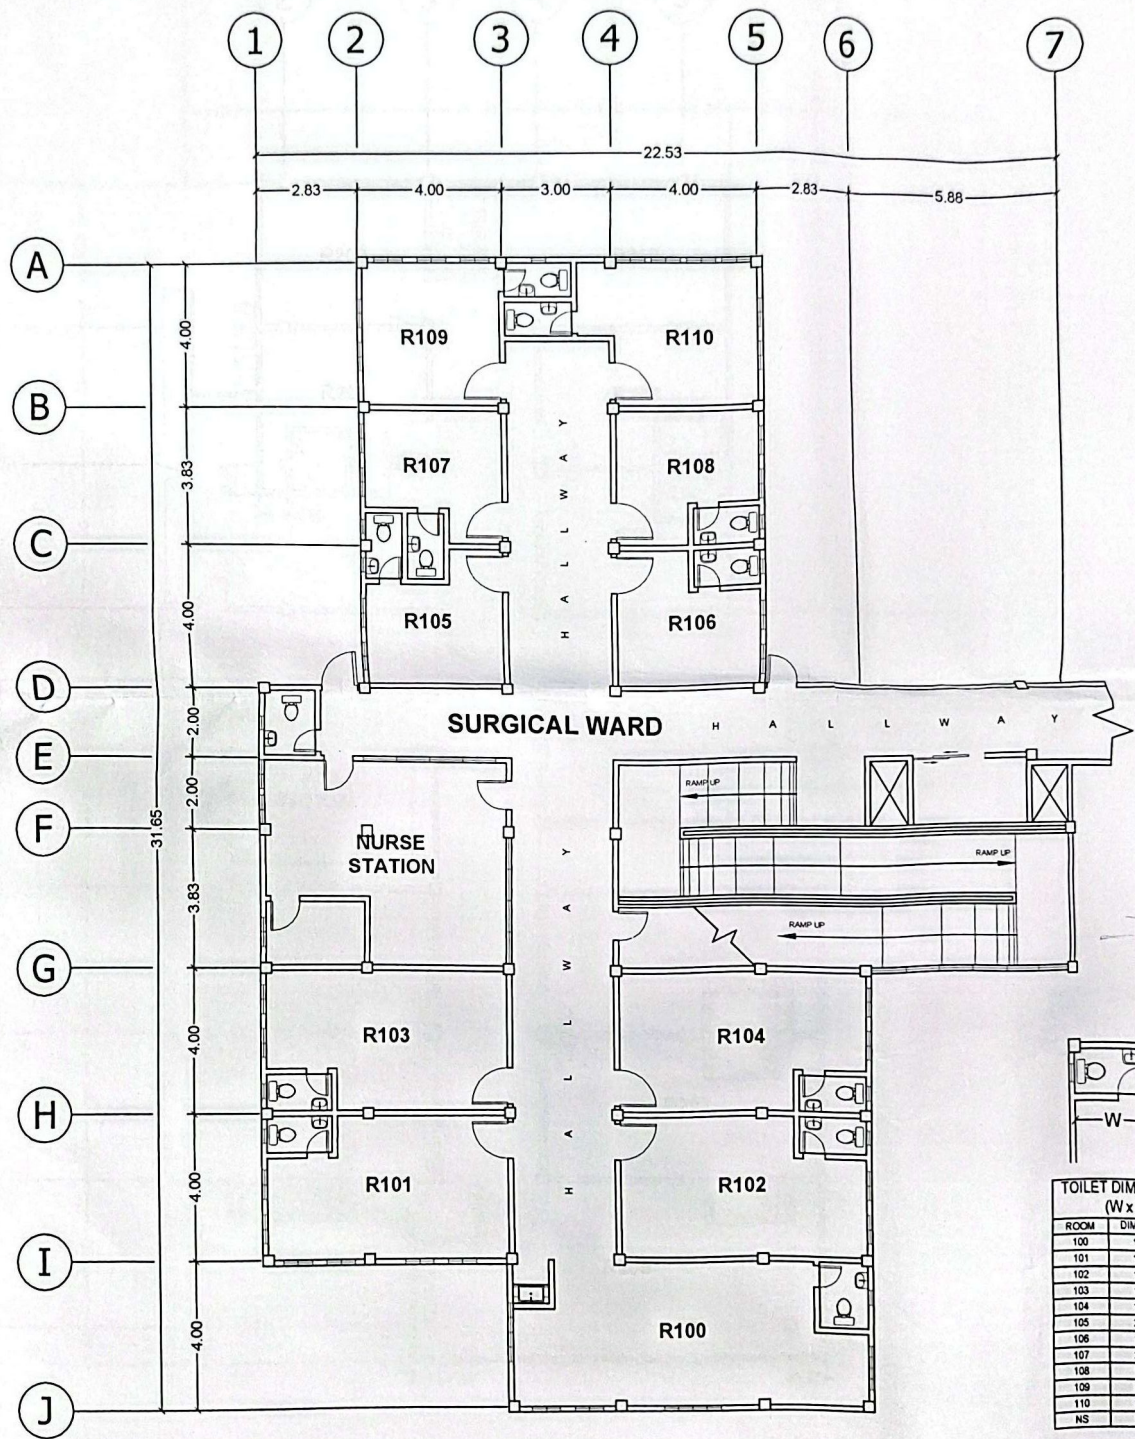 1 2 3 4 5 6 7
22.53
2.83 4.00 3.00 4.00 2.83 5.88
A
B
C
D
E
F
G
H
I
J
31.65
4.00
3.83
4.00
2.00
2.00
3.83
4.00
4.00
4.00
R109
R110
R107
R108
HALLWAY
R105
R106
SURGICAL WARD
HALLWAY
RAMP UP
NURSE
STATION
RAMP UP
RAMP UP
HALLWAY
R103
R104
R101
R102
R100
W
TOILET DIM
(W x
ROOM DIM
100
101
102
103
104
105
106
107
108
109
110
NS